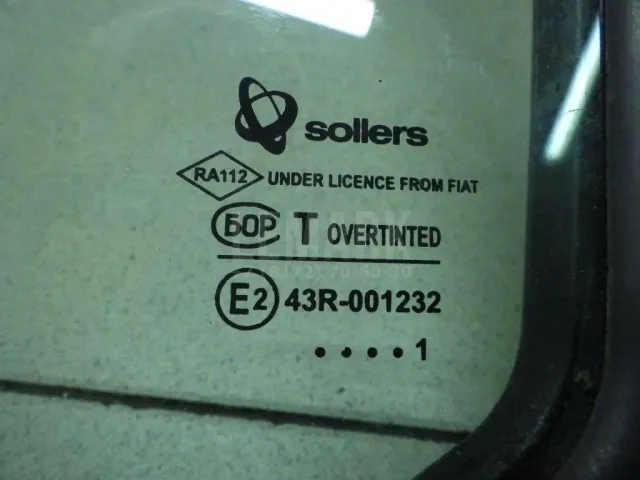 sollers
RA112 UNDER LICENCE FROM FIAT
БОР T OVERTINTED
E2 43R-001232
• • • • 1